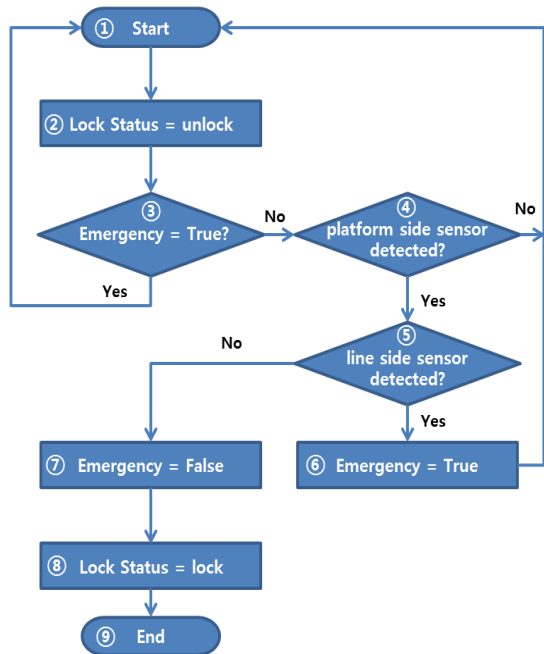 ① Start
② Lock Status = unlock
③
Emergency = True?
No
④
platform side sensor
detected?
No
Yes
Yes
⑤
line side sensor
detected?
No
Yes
⑦ Emergency = False
⑥ Emergency = True
⑧ Lock Status = lock
⑨ End